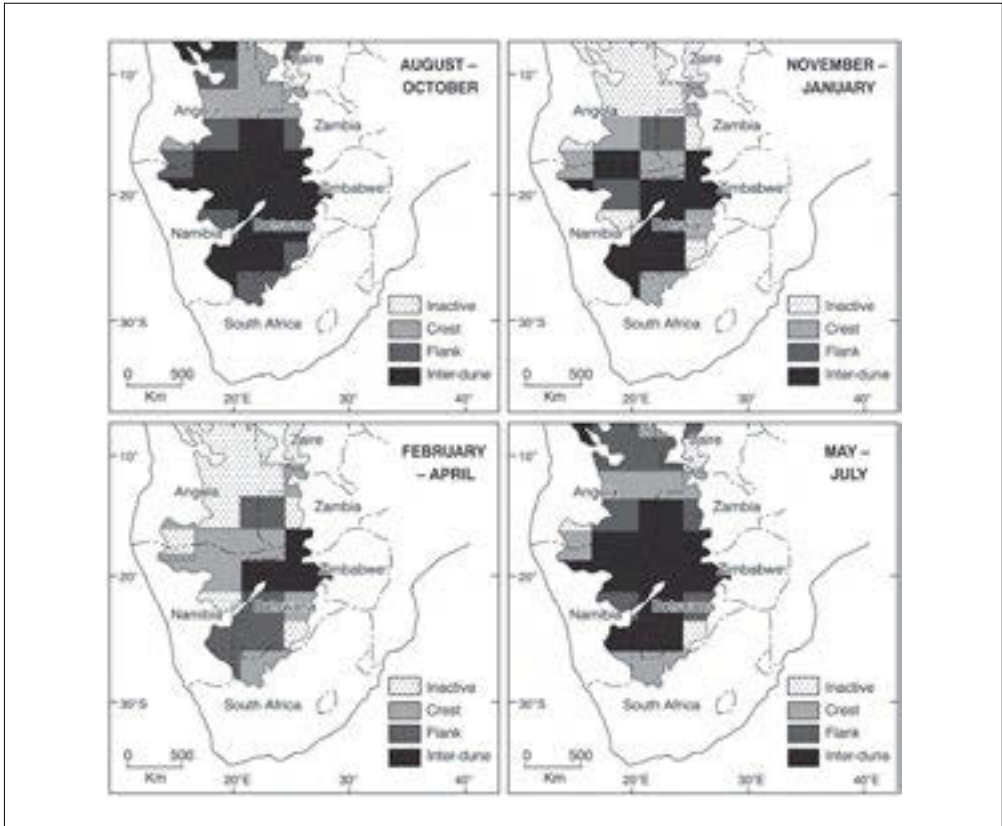 AUGUST –
OCTOBER
10°
Zaire
Angola
Zambia
20°
Zimbabwe
Namibia
Botswana
30°S
South Africa
Inactive
Crest
Flank
Inter-dune
0 500
Km
20°E
30°
40°
NOVEMBER –
JANUARY
10°
Zaire
Angola
Zambia
20°
Zimbabwe
Namibia
30°S
South Africa
Inactive
Crest
Flank
Inter-dune
0 500
Km
20°E
30°
40°
FEBRUARY
– APRIL
10°
Zaire
Angola
Zambia
20°
Zimbabwe
Namibia
Botswana
30°S
South Africa
Inactive
Crest
Flank
Inter-dune
0 500
Km
20°E
30°
40°
MAY –
JULY
10°
Zaire
Angola
Zambia
20°
Zimbabwe
Namibia
Botswana
30°S
South Africa
Inactive
Crest
Flank
Inter-dune
0 500
Km
20°E
30°
40°E